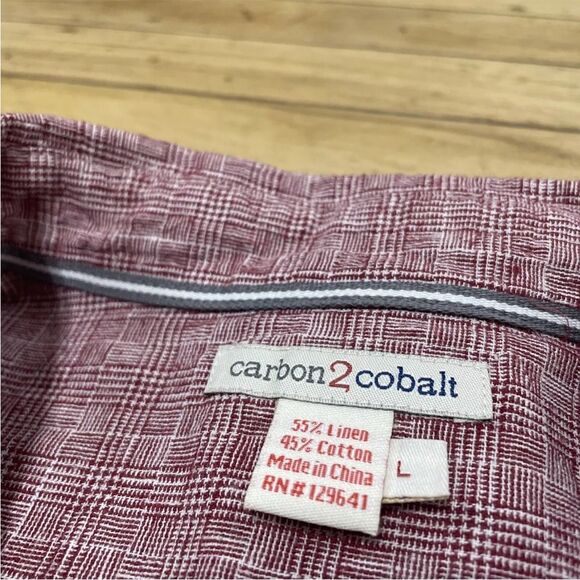 carbon2cobalt
55% Linen
45% Cotton
Made in China
RN#129641
L